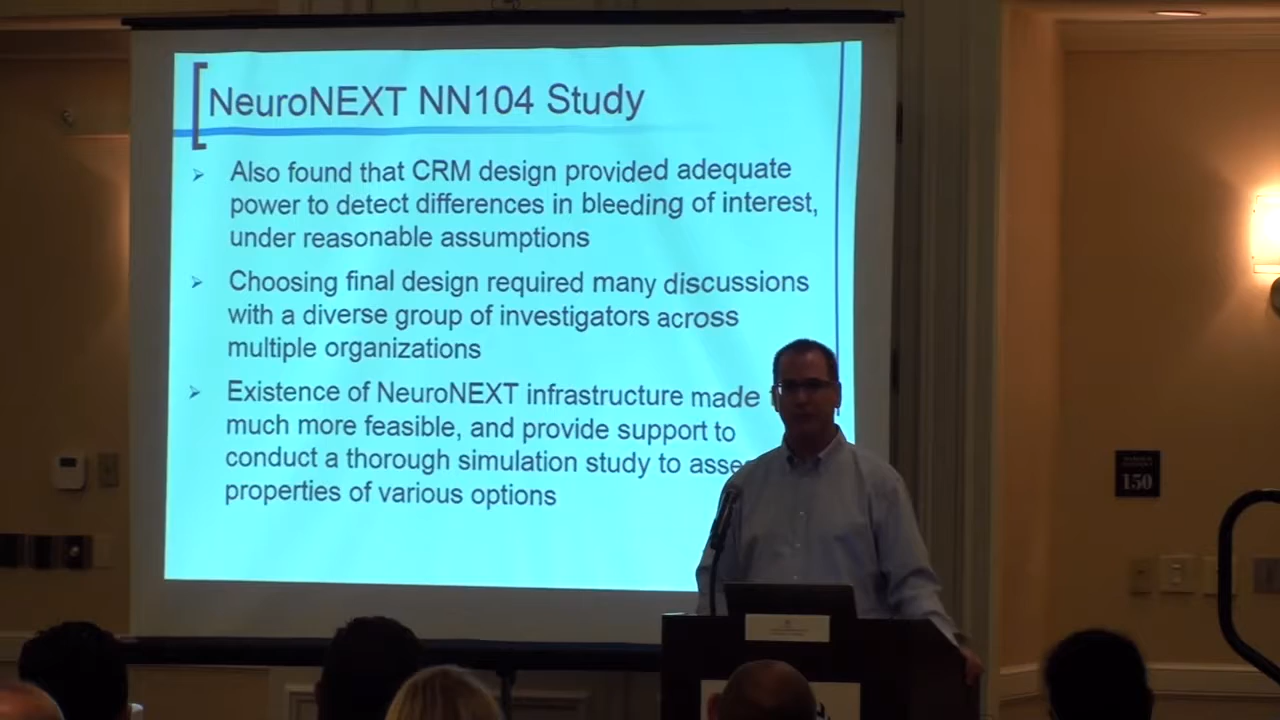 NeuroNEXT NN104 Study
Also found that CRM design provided adequate
power to detect differences in bleeding of interest,
under reasonable assumptions
Choosing final design required many discussions
with a diverse group of investigators across
multiple organizations
Existence of NeuroNEXT infrastructure made
much more feasible, and provide support to
conduct a thorough simulation study to
properties of various options
150